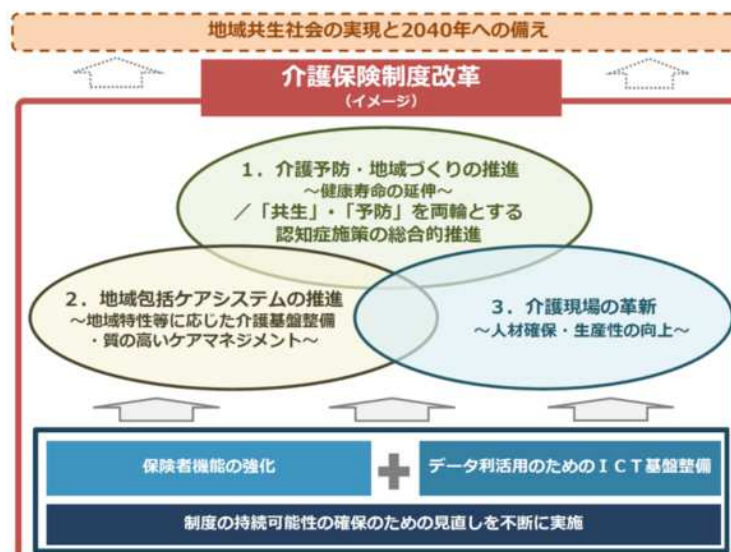 地域共生社会の実現と2040年への備え
介護保険制度改革
（イメージ）
１．介護予防・地域づくりの推進
～健康寿命の延伸～
／「共生」・「予防」を両輪とする
認知症施策の総合的推進
２．地域包括ケアシステムの推進
～地域特性等に応じた介護基盤整備
・質の高いケアマネジメント～
３．介護現場の革新
～人材確保・生産性の向上～
保険者機能の強化
データ利活用のためのＩＣＴ基盤整備
制度の持続可能性の確保のための見直しを不断に実施